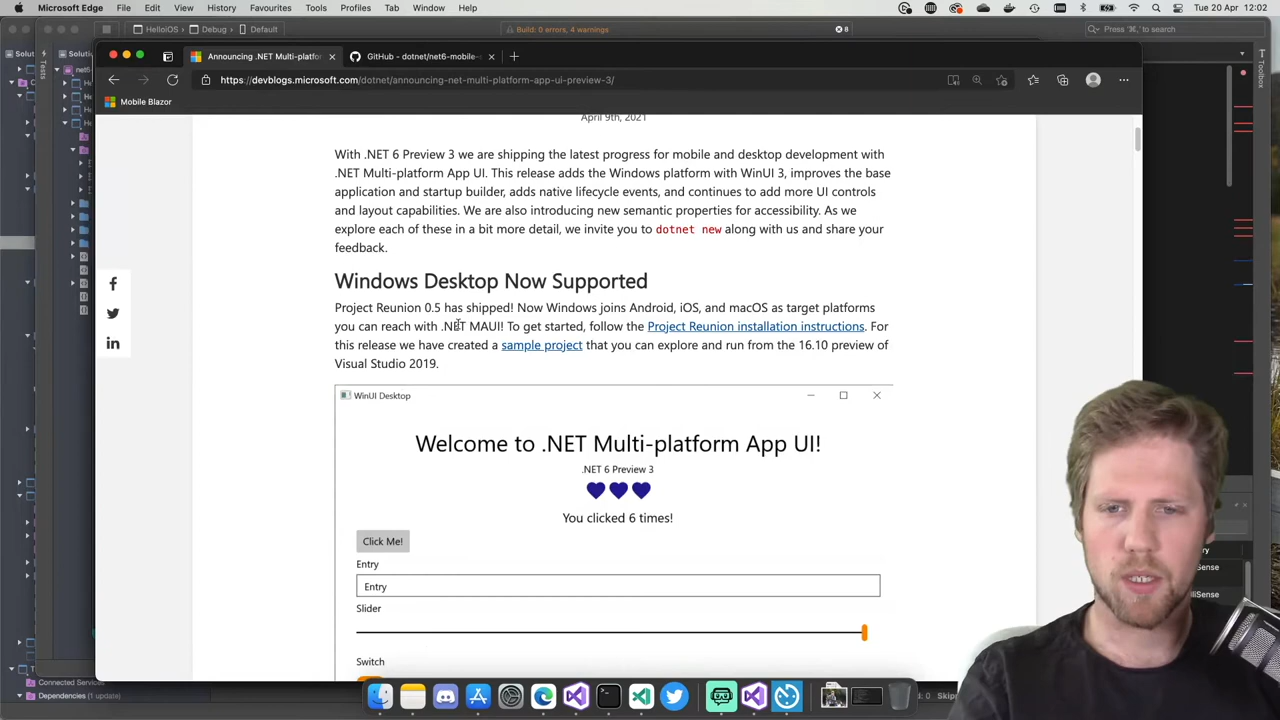 Microsoft Edge File Edit View History Favourites Tools Profiles Tab Window Help Tue 20 Apr 12:02
HelloiOS Debug Default Build: 0 errors, 4 warnings 8 Press '⌘.' to search
Solu
Solution
Tests
Toolbox
Announcing .NET Multi-platfor GitHub - dotnet/net6-mobile-
https://devblogs.microsoft.com/dotnet/announcing-net-multi-platform-app-ui-preview-3/
Mobile Blazor
April 9th, 2021
With .NET 6 Preview 3 we are shipping the latest progress for mobile and desktop development with
.NET Multi-platform App UI. This release adds the Windows platform with WinUI 3, improves the base
application and startup builder, adds native lifecycle events, and continues to add more UI controls
and layout capabilities. We are also introducing new semantic properties for accessibility. As we
explore each of these in a bit more detail, we invite you to dotnet new along with us and share your
feedback.
Windows Desktop Now Supported
Project Reunion 0.5 has shipped! Now Windows joins Android, iOS, and macOS as target platforms
you can reach with .NET MAUI! To get started, follow the Project Reunion installation instructions. For
this release we have created a sample project that you can explore and run from the 16.10 preview of
Visual Studio 2019.
WinUI Desktop
Welcome to .NET Multi-platform App UI!
.NET 6 Preview 3
You clicked 6 times!
Click Me!
Entry
Entry
Slider
Switch
Connected Services
Dependencies (1 update)